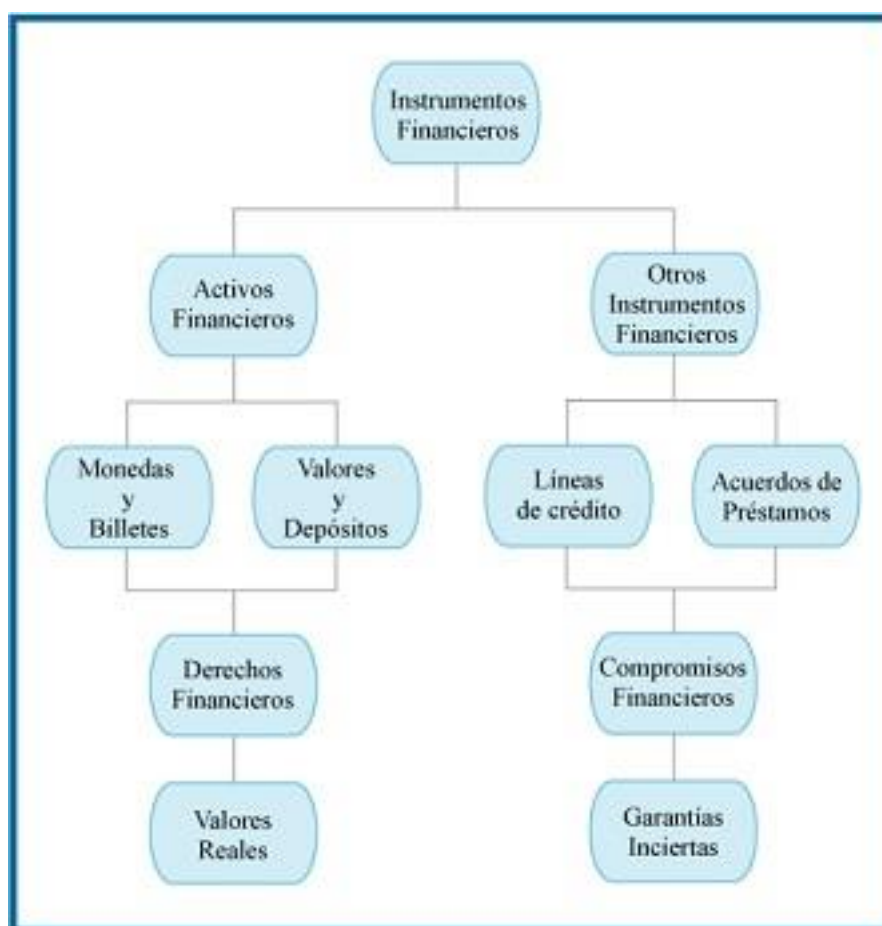 Instrumentos
Financieros
Activos
Financieros
Otros
Instrumentos
Financieros
Monedas
y
Billetes
Valores
y
Depósitos
Líneas
de crédito
Acuerdos de
Préstamos
Derechos
Financieros
Compromisos
Financieros
Valores
Reales
Garantías
Inciertas